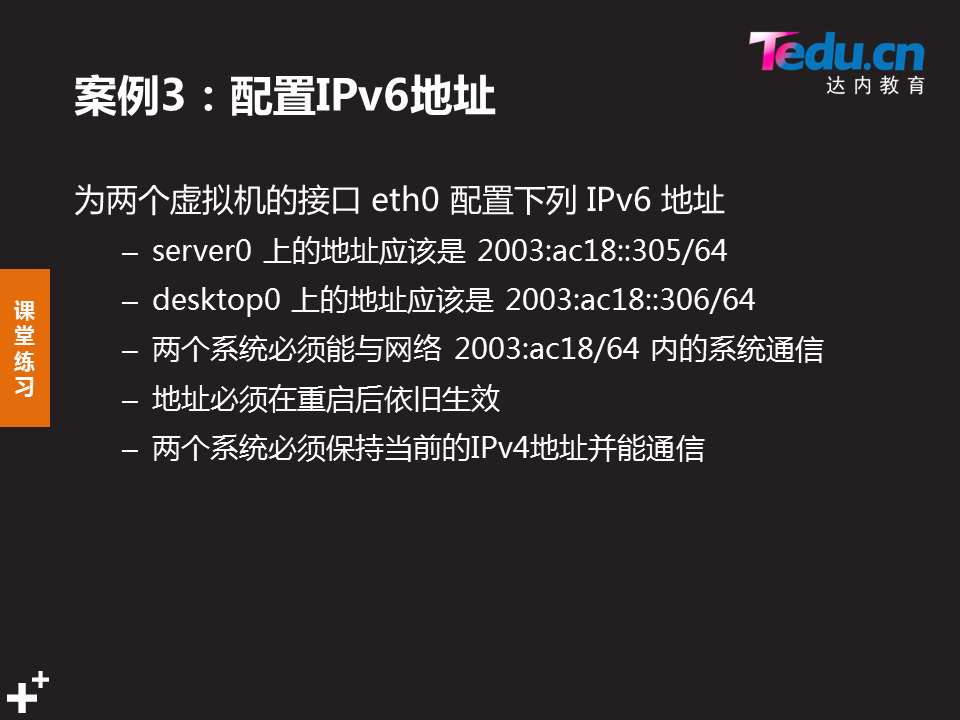 Tedu.cn
达内教育
案例3：配置IPv6地址
为两个虚拟机的接口 eth0 配置下列 IPv6 地址
– server0 上的地址应该是 2003:ac18::305/64
– desktop0 上的地址应该是 2003:ac18::306/64
– 两个系统必须能与网络 2003:ac18/64 内的系统通信
– 地址必须在重启后依旧生效
– 两个系统必须保持当前的IPv4地址并能通信
课
堂
练
习